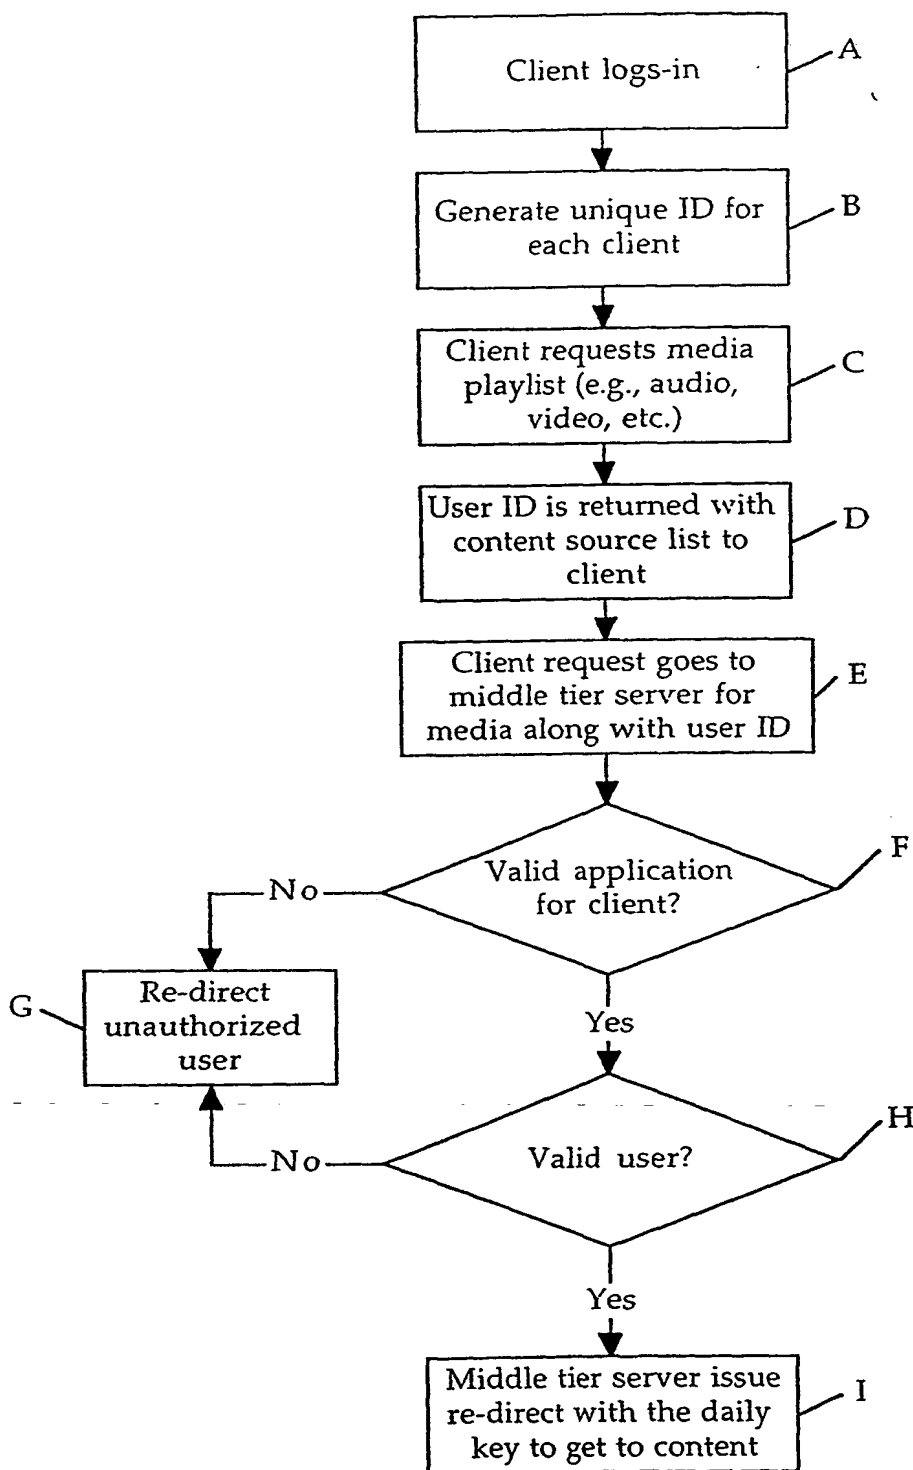 Client logs-in
A
Generate unique ID for
each client
B
Client requests media
playlist (e.g., audio,
video, etc.)
C
User ID is returned with
content source list to
client
D
Client request goes to
middle tier server for
media along with user ID
E
Valid application
for client?
F
No
Re-direct
unauthorized
user
G
Yes
Valid user?
H
No
Yes
Middle tier server issue
re-direct with the daily
key to get to content
I